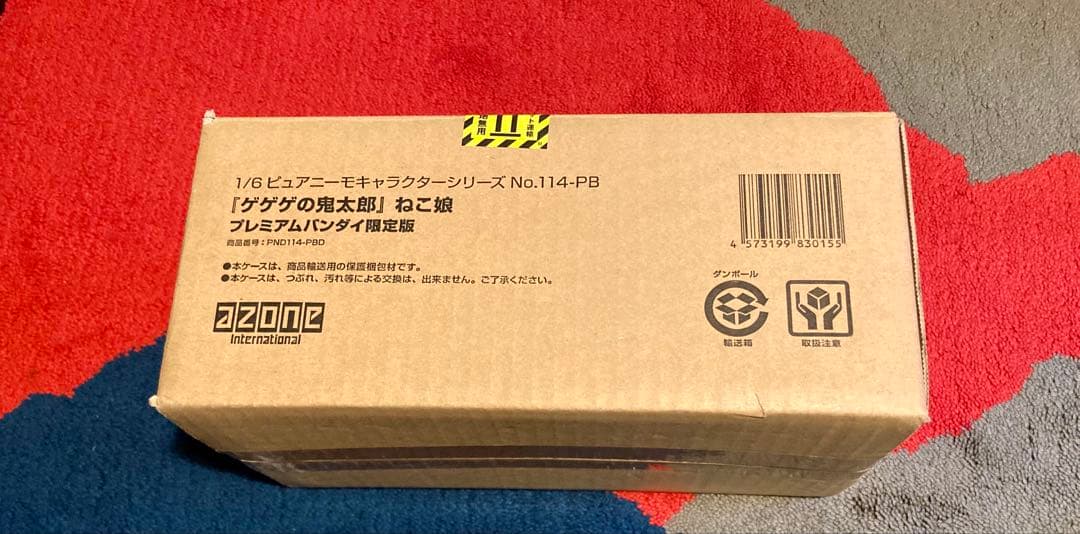 無用
ト運輸
1/6 ピュアニーモキャラクターシリーズ No.114-PB
『ゲゲゲの鬼太郎』ねこ娘
プレミアムバンダイ限定版
商品番号：PND114-PBD
●本ケースは、商品輸送用の保護梱包材です。
●本ケースは、つぶれ、汚れ等による交換は、出来ません。ご了承ください。
azone
International
4 573199 830155
ダンボール
輸送箱
取扱注意